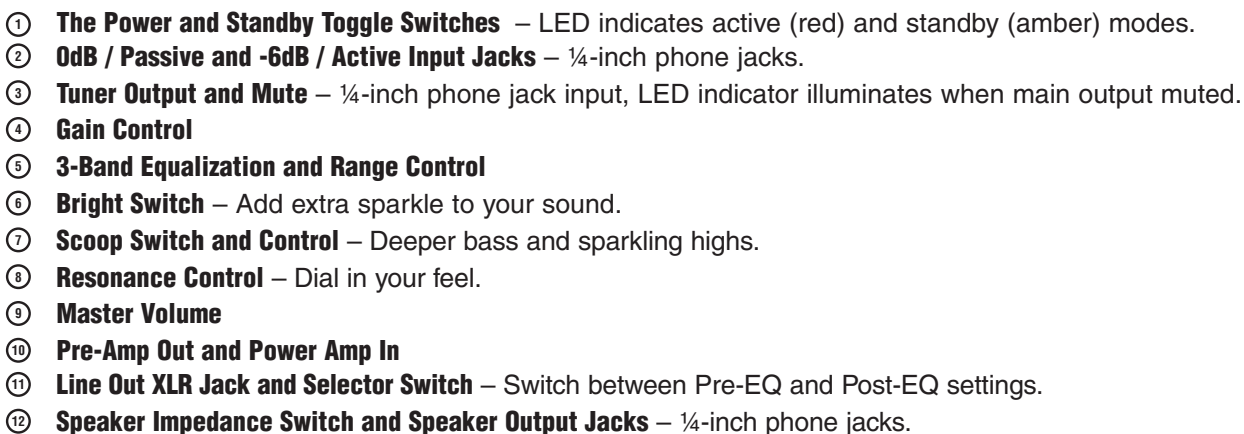 ① The Power and Standby Toggle Switches – LED indicates active (red) and standby (amber) modes.
② 0dB / Passive and -6dB / Active Input Jacks – ¼-inch phone jacks.
③ Tuner Output and Mute – ¼-inch phone jack input, LED indicator illuminates when main output muted.
④ Gain Control
⑤ 3-Band Equalization and Range Control
⑥ Bright Switch – Add extra sparkle to your sound.
⑦ Scoop Switch and Control – Deeper bass and sparkling highs.
⑧ Resonance Control – Dial in your feel.
⑨ Master Volume
⑩ Pre-Amp Out and Power Amp In
⑪ Line Out XLR Jack and Selector Switch – Switch between Pre-EQ and Post-EQ settings.
⑫ Speaker Impedance Switch and Speaker Output Jacks – ¼-inch phone jacks.